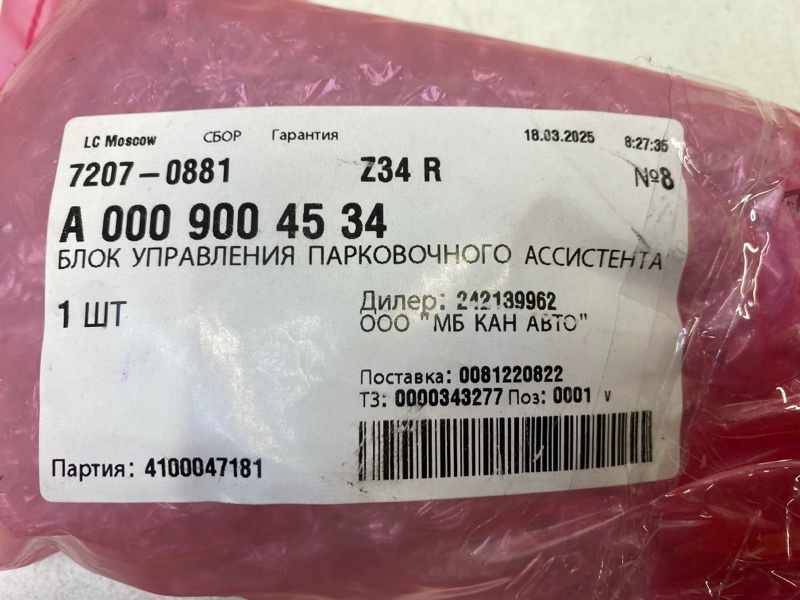 LC Moscow СБОР Гарантия 18.03.2025 8:27:35
7207-0881 Z34 R №8
A 000 900 45 34
БЛОК УПРАВЛЕНИЯ ПАРКОВОЧНОГО АССИСТЕНТА
1 ШТ
Дилер: 242139962
ООО "МБ КАН АВТО"
Поставка: 0081220822
ТЗ: 0000343277 Поз: 0001 v
Партия: 4100047181